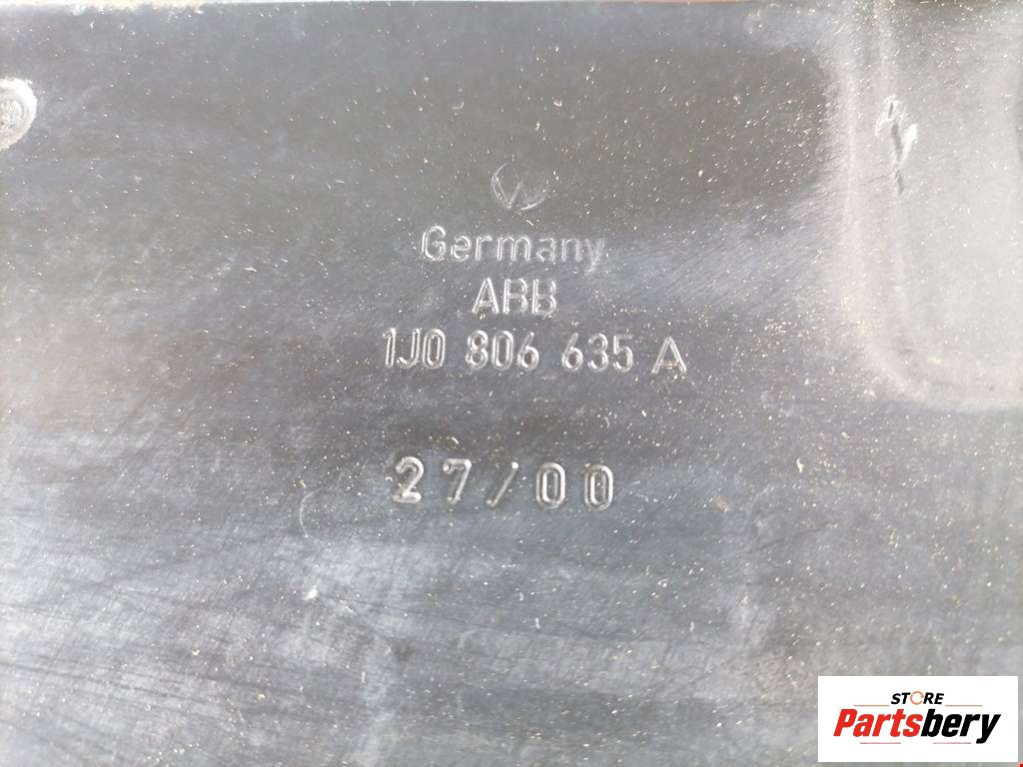 Germany
ABB
1J0 806 635 A
27/00
STORE
Partsbery